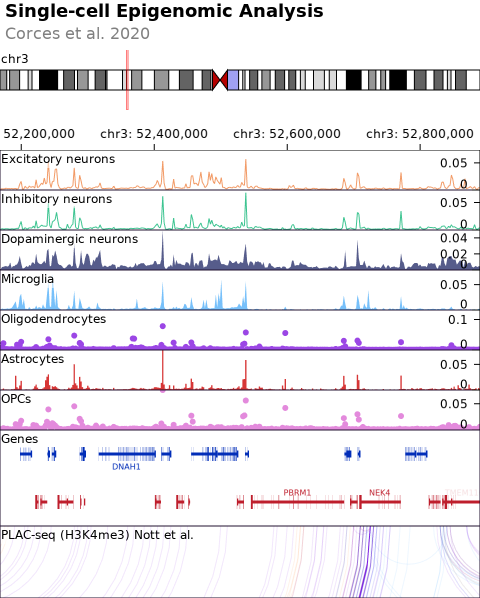 Single-cell Epigenomic Analysis
Corces et al. 2020
chr3
52,200,000 chr3: 52,400,000 chr3: 52,600,000 chr3: 52,800,000
Excitatory neurons 0.05
0
Inhibitory neurons 0.05
0
Dopaminergic neurons 0.04
0.02
0
Microglia 0.05
0
Oligodendrocytes 0.1
0
Astrocytes 0.05
0
OPCs 0.05
0
Genes
DNAH1
PBRM1 NEK4
PLAC-seq (H3K4me3) Nott et al.